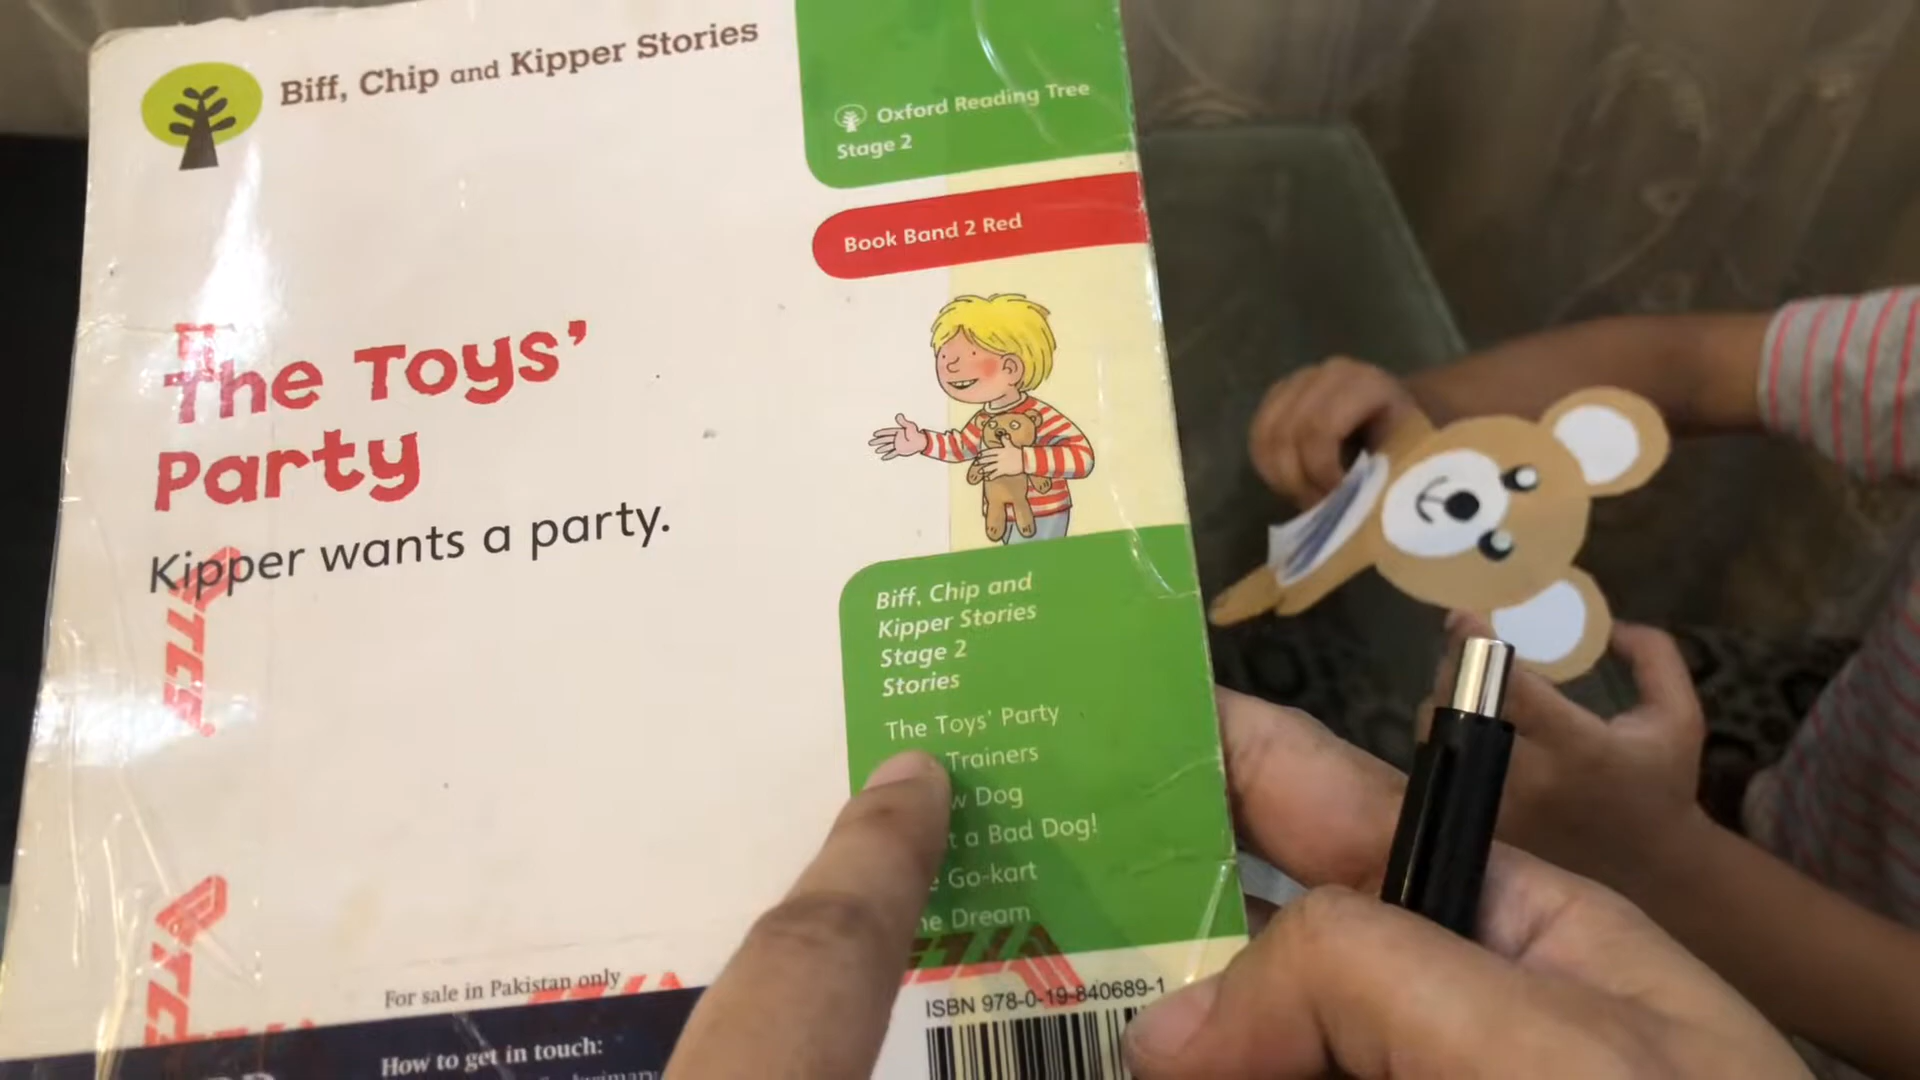 Biff, Chip and Kipper Stories
Oxford Reading Tree
Stage 2
Book Band 2 Red
The Toys'
Party
Kipper wants a party.
Biff, Chip and
Kipper Stories
Stage 2
Stories
The Toys' Party
Trainers
Dog
a Bad Dog!
Go-kart
Dream
TCS
TCS
For sale in Pakistan only
ISBN 978-0-19-840689-1
How to get in touch: